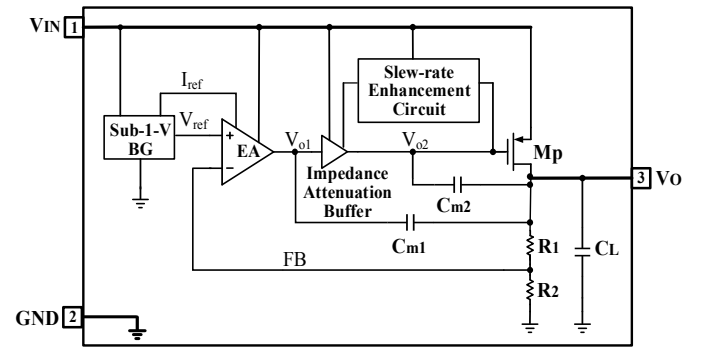 VIN 1
Slew-rate
Enhancement
Circuit
Iref
Vref
Sub-1-V
BG
+
−
EA
Vo1
Vo2
Impedance
Attenuation
Buffer
Mp
3 VO
Cm2
Cm1
R1
CL
FB
R2
GND 2